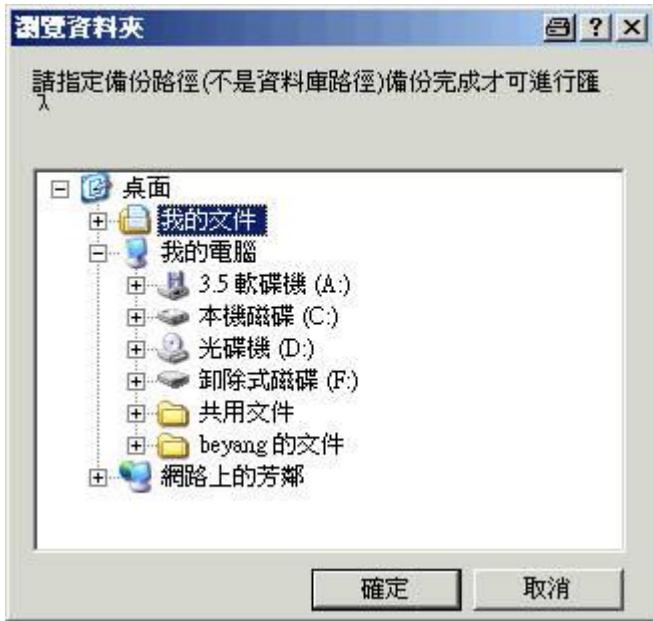 瀏覽資料夾
請指定備份路徑(不是資料庫路徑)備份完成才可進行匯
入
桌面
我的文件
我的電腦
3.5 軟碟機 (A:)
本機磁碟 (C:)
光碟機 (D:)
卸除式磁碟 (F:)
共用文件
beyang 的文件
網路上的芳鄰
確定
取消